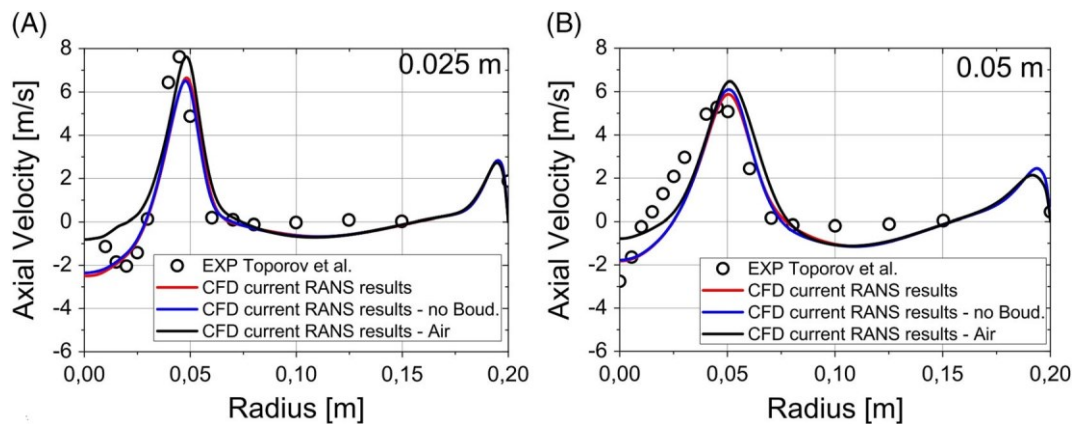 (A)
8
6
4
2
0
-2
-4
-6
Axial Velocity [m/s]
0.025 m
EXP Toporov et al.
CFD current RANS results
CFD current RANS results - no Boud.
CFD current RANS results - Air
0,00 0,05 0,10 0,15 0,20
Radius [m]
(B)
8
6
4
2
0
-2
-4
-6
Axial Velocity [m/s]
0.05 m
EXP Toporov et al.
CFD current RANS results
CFD current RANS results - no Boud.
CFD current RANS results - Air
0,00 0,05 0,10 0,15 0,20
Radius [m]